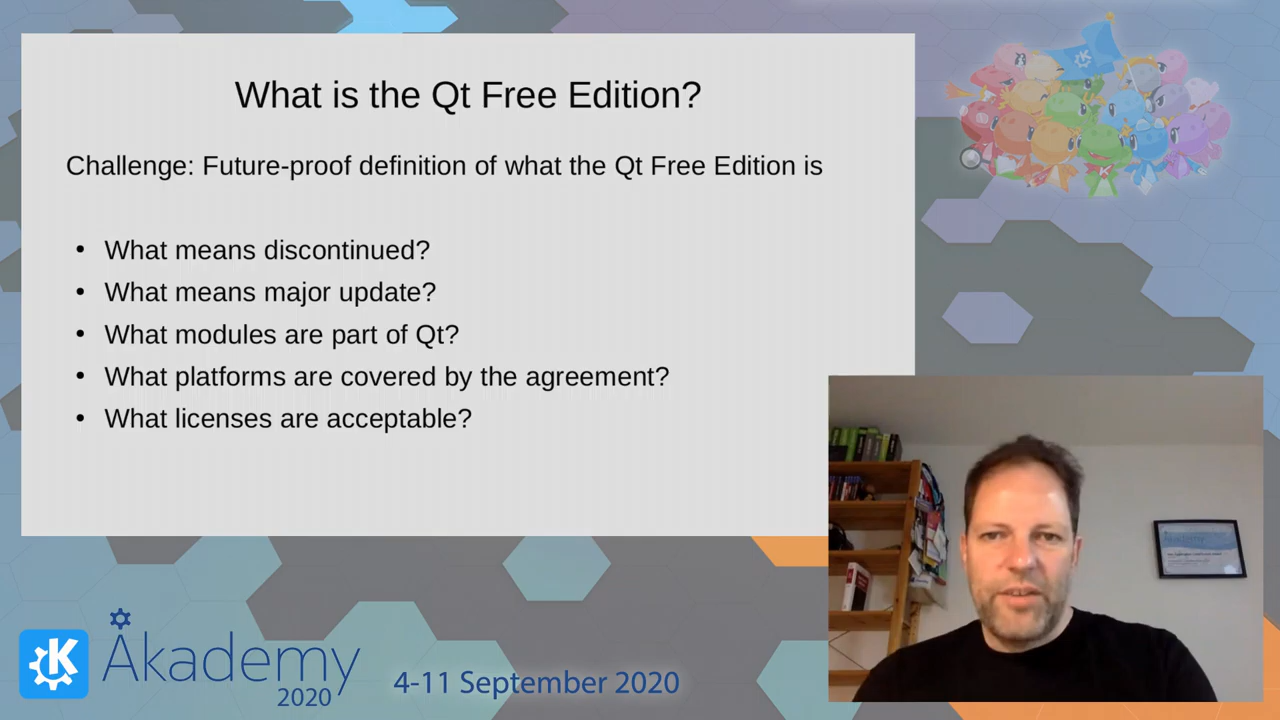 What is the Qt Free Edition?
Challenge: Future-proof definition of what the Qt Free Edition is
• What means discontinued?
• What means major update?
• What modules are part of Qt?
• What platforms are covered by the agreement?
• What licenses are acceptable?
K
Akademy
2020
4-11 September 2020